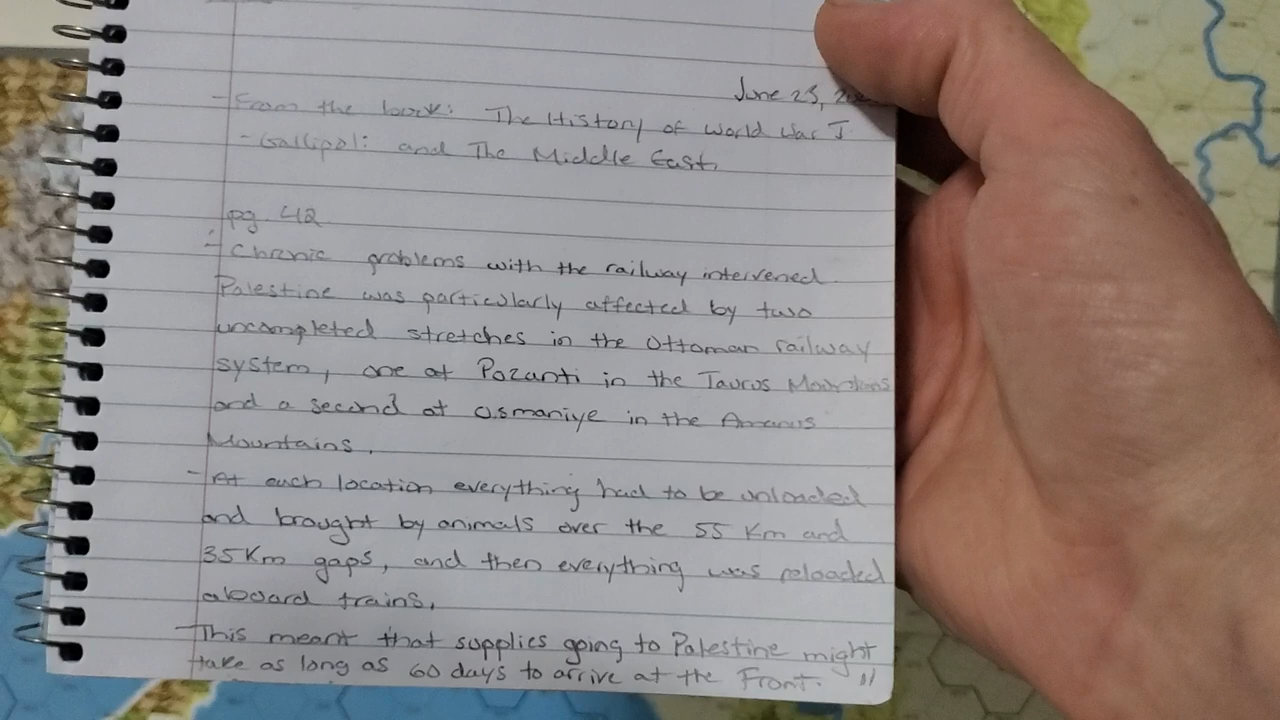 June 23,
- From the book: The History of World War I
- Gallipoli and The Middle East.
pg. 42
- Chronic problems with the railway intervened
Palestine was particularly affected by two
uncompleted stretches in the Ottoman railway
system, one at Pozanti in the Taurus Mountains
and a second at Osmaniye in the Amanus
Mountains.
- At each location everything had to be unloaded
and brought by animals over the 55 Km and
35 Km gaps, and then everything was reloaded
aboard trains.
- This meant that supplies going to Palestine might
take as long as 60 days to arrive at the Front. "